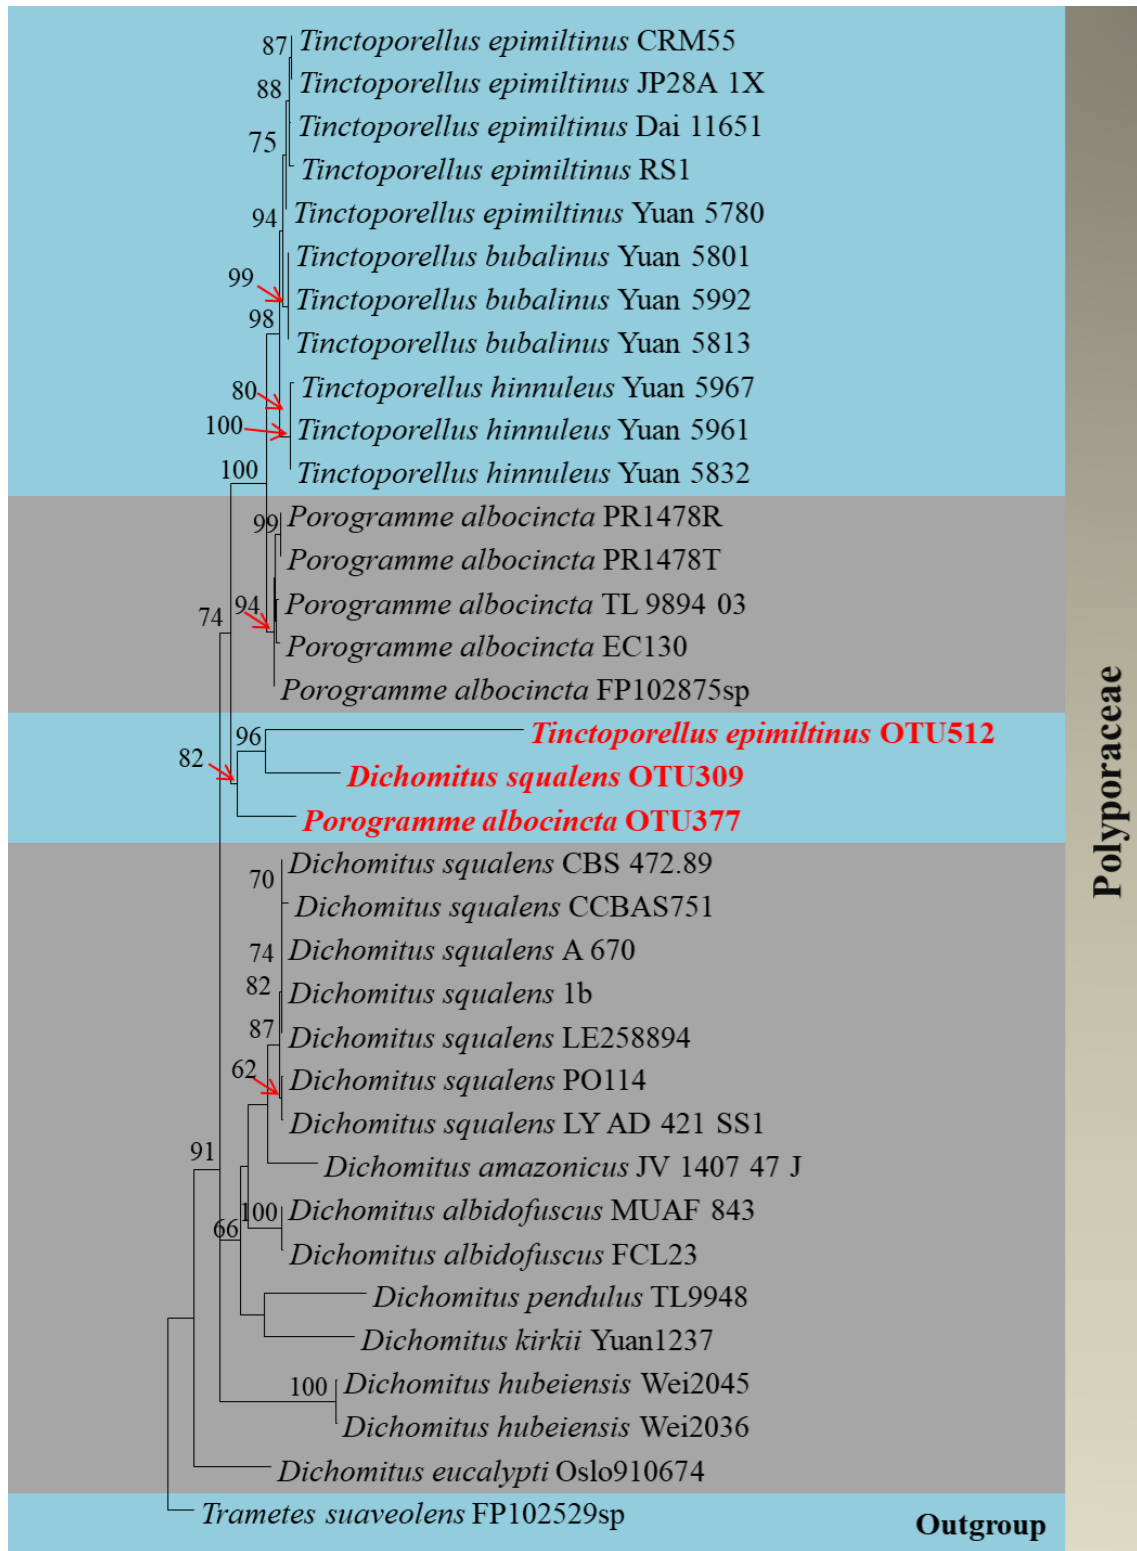 87 Tinctoporellus epimiltinus CRM55
88 Tinctoporellus epimiltinus JP28A 1X
Tinctoporellus epimiltinus Dai 11651
75
Tinctoporellus epimiltinus RS1
94 Tinctoporellus epimiltinus Yuan 5780
Tinctoporellus bubalinus Yuan 5801
99
Tinctoporellus bubalinus Yuan 5992
98
Tinctoporellus bubalinus Yuan 5813
80 Tinctoporellus hinnuleus Yuan 5967
100 Tinctoporellus hinnuleus Yuan 5961
100 Tinctoporellus hinnuleus Yuan 5832
99 Porogramme albocincta PR1478R
Porogramme albocincta PR1478T
74
94 Porogramme albocincta TL 9894 03
Porogramme albocincta EC130
Porogramme albocincta FP102875sp
96 Tinctoporellus epimiltinus OTU512
82
Dichomitus squalens OTU309
Porogramme albocincta OTU377
Polyporaceae
70 Dichomitus squalens CBS 472.89
Dichomitus squalens CCBAS751
74 Dichomitus squalens A 670
82 Dichomitus squalens 1b
87 Dichomitus squalens LE258894
62 Dichomitus squalens PO114
Dichomitus squalens LY AD 421 SS1
91
Dichomitus amazonicus JV 1407 47 J
100 Dichomitus albidofuscus MUAF 843
66
Dichomitus albidofuscus FCL23
Dichomitus pendulus TL9948
Dichomitus kirkii Yuan1237
100 Dichomitus hubeiensis Wei2045
Dichomitus hubeiensis Wei2036
Dichomitus eucalypti Oslo910674
Trametes suaveolens FP102529sp
Outgroup